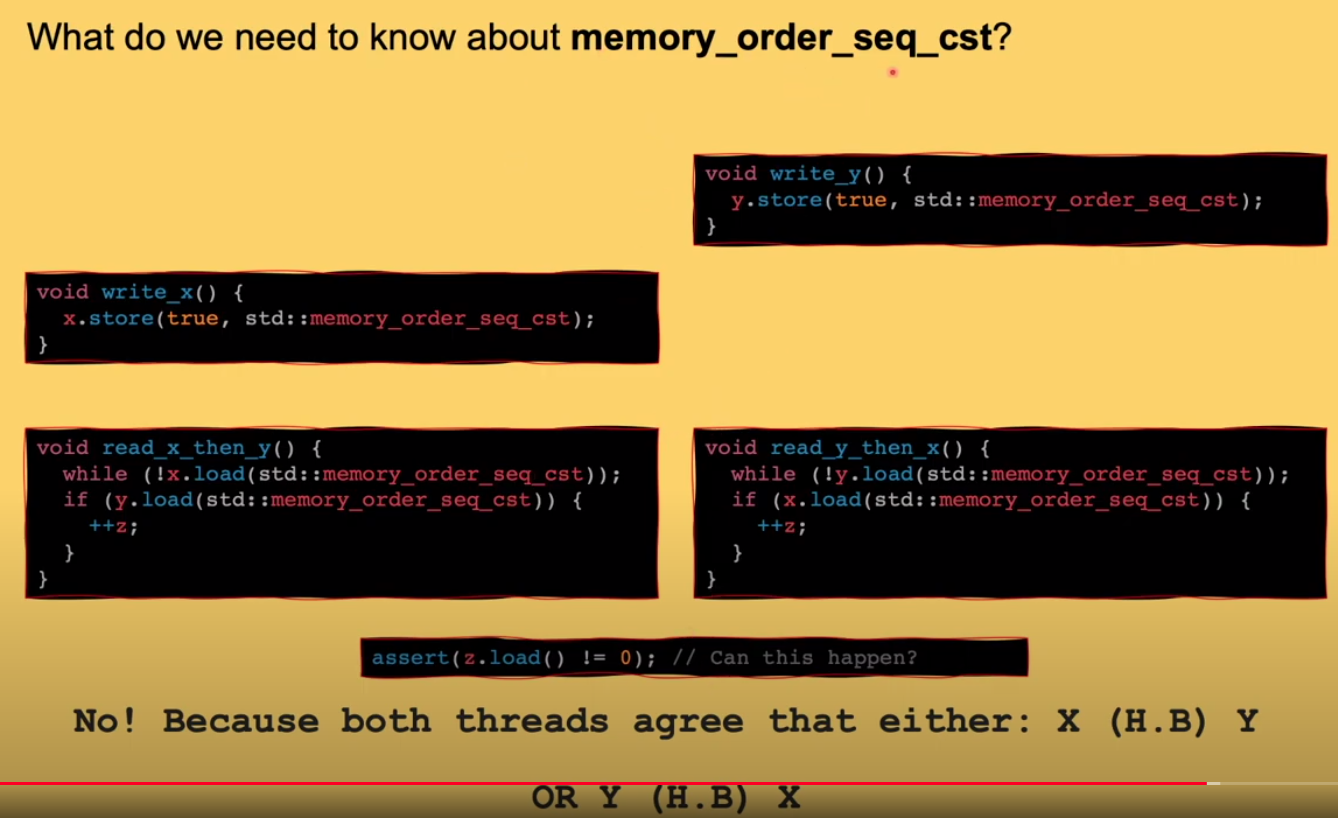 What do we need to know about memory_order_seq_cst?
void write_y() {
y.store(true, std::memory_order_seq_cst);
}
void write_x() {
x.store(true, std::memory_order_seq_cst);
}
void read_x_then_y() {
while (!x.load(std::memory_order_seq_cst));
if (y.load(std::memory_order_seq_cst)) {
++z;
}
}
void read_y_then_x() {
while (!y.load(std::memory_order_seq_cst));
if (x.load(std::memory_order_seq_cst)) {
++z;
}
}
assert(z.load() != 0); // Can this happen?
No! Because both threads agree that either: X (H.B) Y
OR Y (H.B) X